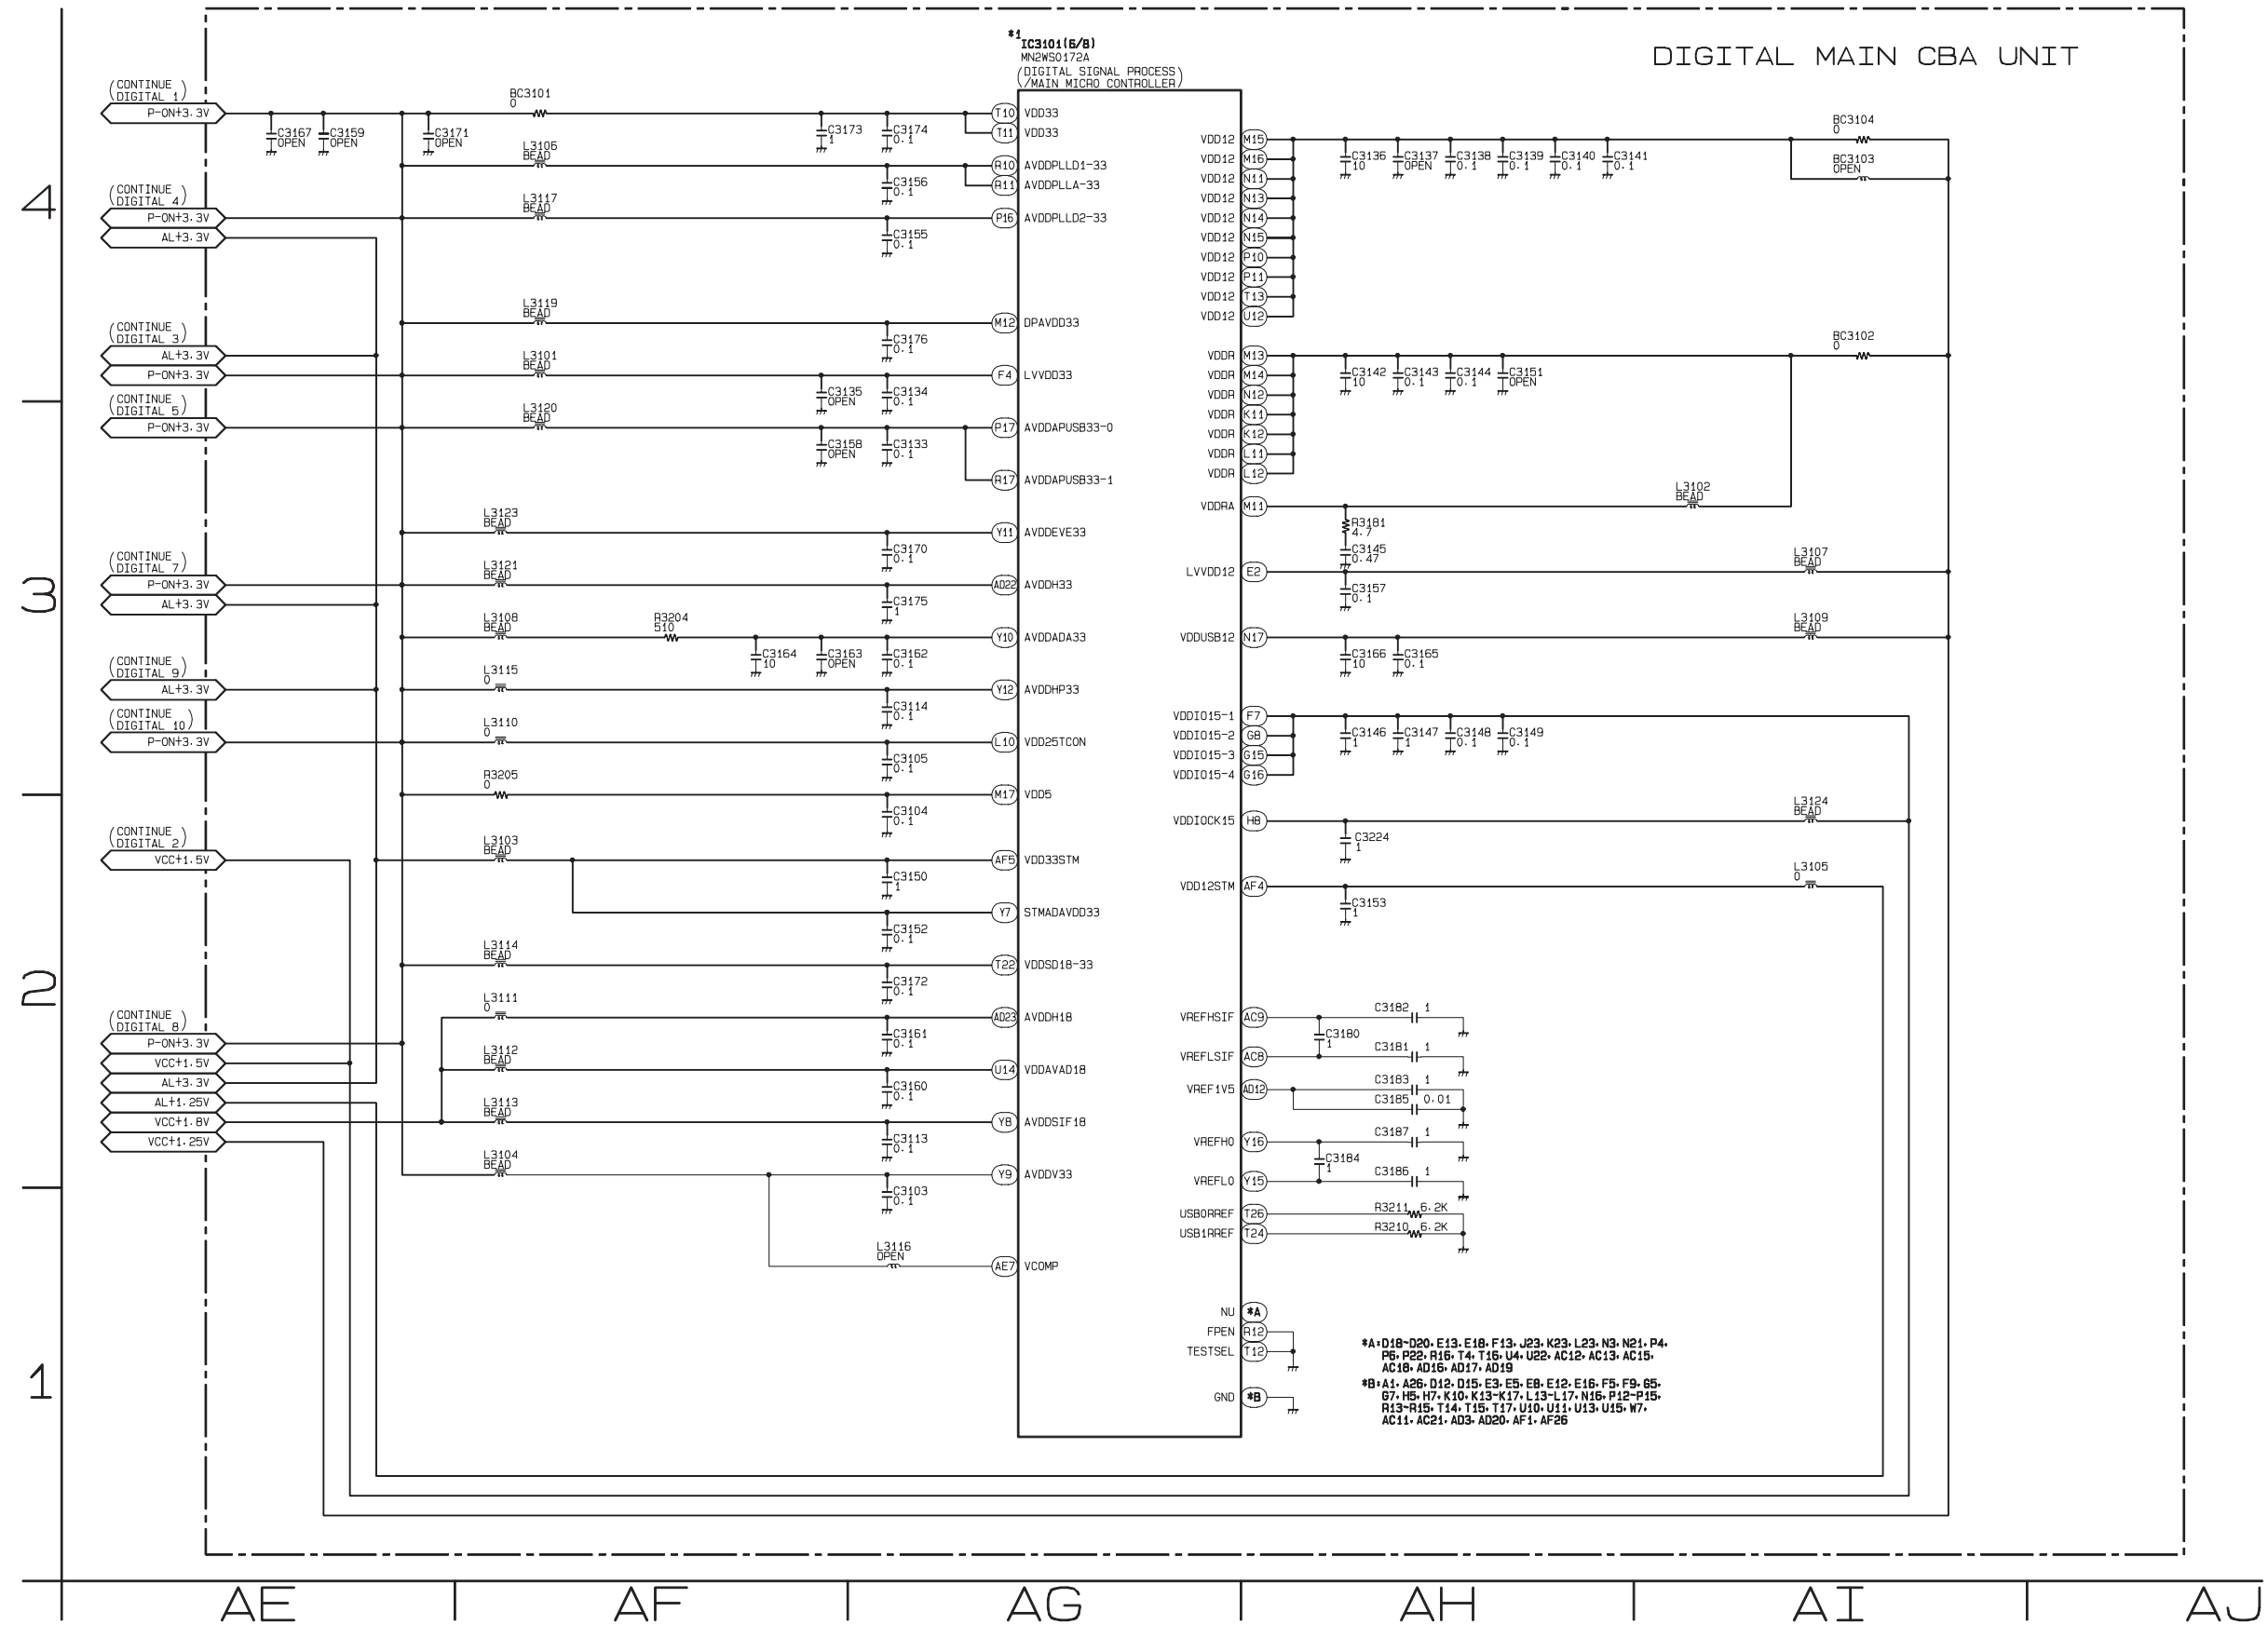 DIGITAL MAIN CBA UNIT
*1
IC3101(6/8)
MN2WS0172A
(DIGITAL SIGNAL PROCESS)
(/MAIN MICRO CONTROLLER)
(CONTINUE
DIGITAL 1)
P-ON+3.3V
C3167
OPEN
C3159
OPEN
C3171
OPEN
BC3101
0
C3173
1
C3174
0.1
T10 VDD33
T11 VDD33
L3106
BEAD
C3156
0.1
R10 AVDDPLLD1-33
R11 AVDDPLLA-33
(CONTINUE
DIGITAL 4)
P-ON+3.3V
AL+3.3V
L3117
BEAD
C3155
0.1
P16 AVDDPLLD2-33
L3119
BEAD
C3176
0.1
M12 DPAVDD33
(CONTINUE
DIGITAL 3)
AL+3.3V
P-ON+3.3V
L3101
BEAD
C3135
OPEN
C3134
0.1
F4 LVVDD33
(CONTINUE
DIGITAL 5)
P-ON+3.3V
L3120
BEAD
C3158
OPEN
C3133
0.1
P17 AVDDAPUSB33-0
R17 AVDDAPUSB33-1
L3123
BEAD
C3170
0.1
Y11 AVDDEVE33
(CONTINUE
DIGITAL 7)
P-ON+3.3V
AL+3.3V
L3121
BEAD
C3175
1
AD22 AVDDH33
L3108
BEAD
R3204
510
C3164
10
C3163
OPEN
C3162
0.1
Y10 AVDDADA33
(CONTINUE
DIGITAL 9)
AL+3.3V
L3115
0
C3114
0.1
Y12 AVDDHP33
(CONTINUE
DIGITAL 10)
P-ON+3.3V
L3110
0
C3105
0.1
L10 VDD25TCON
R3205
0
C3104
0.1
M17 VDD5
(CONTINUE
DIGITAL 2)
VCC+1.5V
L3103
BEAD
C3150
1
AF5 VDD33STM
C3152
0.1
Y7 STMADAVDD33
L3114
BEAD
C3172
0.1
T22 VDDSD18-33
L3111
0
C3161
0.1
AD23 AVDDH18
(CONTINUE
DIGITAL 8)
P-ON+3.3V
VCC+1.5V
AL+3.3V
AL+1.25V
VCC+1.8V
VCC+1.25V
L3112
BEAD
C3160
0.1
U14 VDDAVAD18
L3113
BEAD
C3113
0.1
Y8 AVDDSIF18
L3104
BEAD
C3103
0.1
Y9 AVDDV33
L3116
OPEN
AE7 VCOMP
VDD12 M15
VDD12 M16
VDD12 N11
VDD12 N13
VDD12 N14
VDD12 N15
VDD12 P10
VDD12 P11
VDD12 T13
VDD12 U12
C3136
10
C3137
OPEN
C3138
0.1
C3139
0.1
C3140
0.1
C3141
0.1
BC3104
0
BC3103
OPEN
VDDR M13
VDDR M14
VDDR N12
VDDR K11
VDDR K12
VDDR L11
VDDR L12
C3142
10
C3143
0.1
C3144
0.1
C3151
OPEN
BC3102
0
VDDRA M11
L3102
BEAD
R3181
4.7
C3145
0.47
LVVDD12 E2
C3157
0.1
L3107
BEAD
VDDUSB12 N17
C3166
10
C3165
0.1
L3109
BEAD
VDDIO15-1 F7
VDDIO15-2 G8
VDDIO15-3 G15
VDDIO15-4 G16
C3146
1
C3147
1
C3148
0.1
C3149
0.1
VDDIOCK15 H8
C3224
1
L3124
BEAD
VDD12STM AF4
C3153
1
L3105
0
VREFHSIF AC9
C3182 1
C3180
1
VREFLSIF AC8
C3181 1
VREF1V5 AD12
C3183 1
C3185 0.01
VREFH0 Y16
C3187 1
C3184
1
VREFL0 Y15
C3186 1
USB0RREF T26
R3211 6.2K
USB1RREF T24
R3210 6.2K
NU *A
FPEN R12
TESTSEL T12
GND *B
*A:D18~D20, E13, E18, F13, J23, K23, L23, N3, N21, P4,
P6, P22, R16, T4, T16, U4, U22, AC12, AC13, AC15,
AC18, AD16, AD17, AD19
*B:A1, A26, D12, D15, E3, E5, E8, E12, E16, F5, F9, G5,
G7, H5, H7, K10, K13~K17, L13~L17, N16, P12~P15,
R13~R15, T14, T15, T17, U10, U11, U13, U15, W7,
AC11, AC21, AD3, AD20, AF1, AF26
4
3
2
1
AE AF AG AH AI AJ